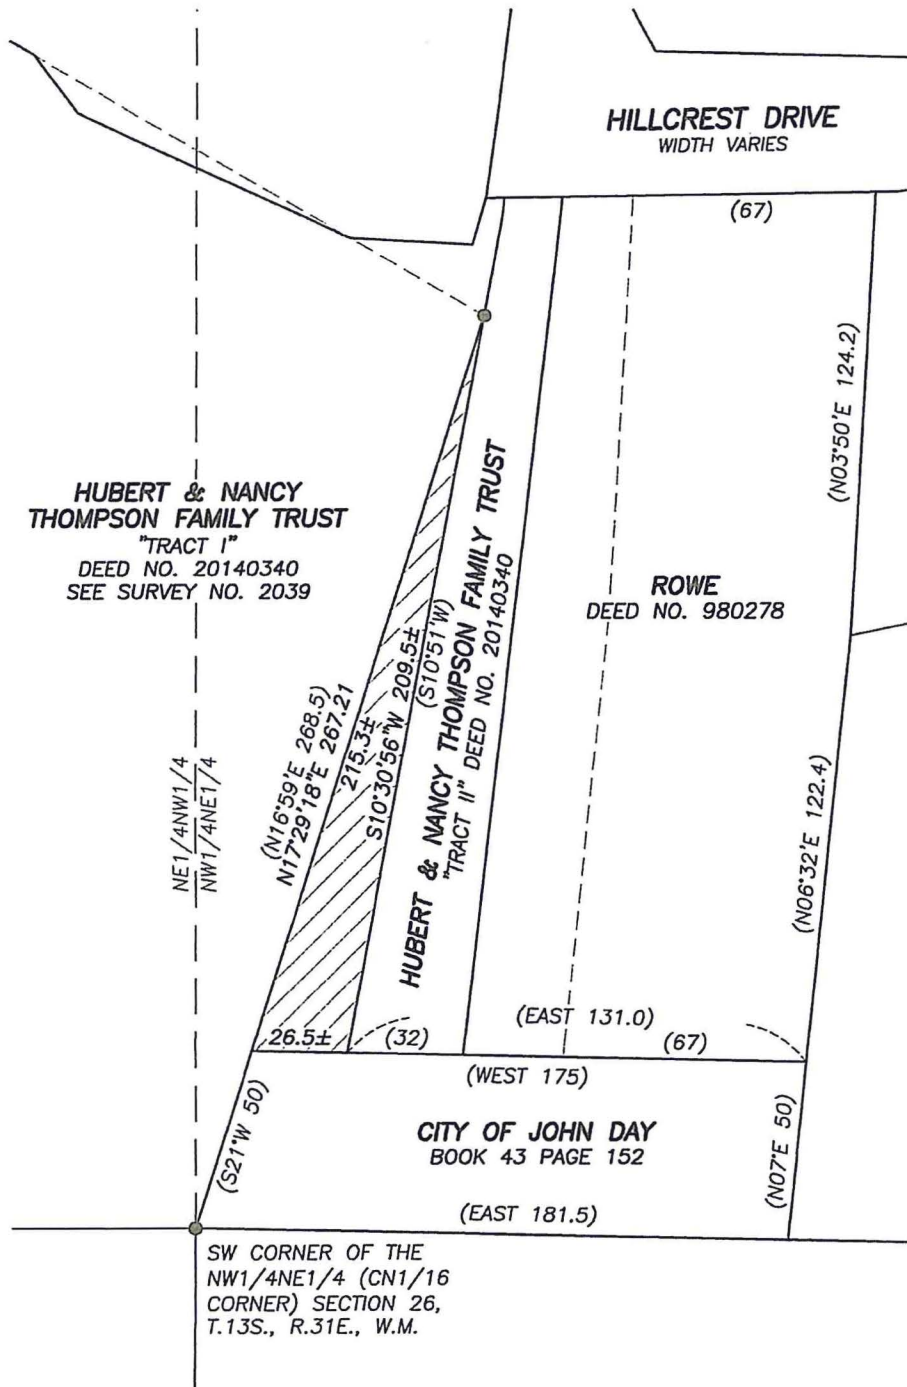 HILLCREST DRIVE
WIDTH VARIES
(67)
(N03°50'E 124.2)
HUBERT & NANCY
THOMPSON FAMILY TRUST
"TRACT I"
DEED NO. 20140340
SEE SURVEY NO. 2039
ROWE
DEED NO. 980278
HUBERT & NANCY THOMPSON FAMILY TRUST
"TRACT II" DEED NO. 20140340
(S10°51'W)
S10°30'56"W 209.5±
215.3±
(N16°59'E 268.5)
N17°29'18"E 267.21
NE1/4NW1/4
NW1/4NE1/4
(N06°32'E 122.4)
(EAST 131.0)
26.5±
(32)
(67)
(WEST 175)
(S21°W 50)
CITY OF JOHN DAY
BOOK 43 PAGE 152
(N07°E 50)
(EAST 181.5)
SW CORNER OF THE
NW1/4NE1/4 (CN1/16
CORNER) SECTION 26,
T.13S., R.31E., W.M.